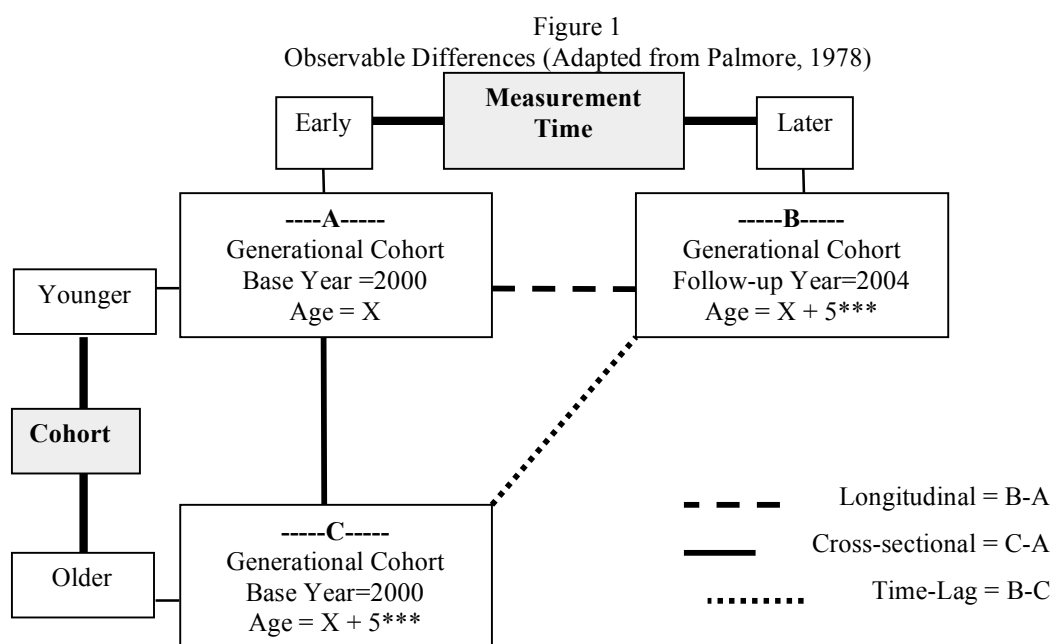 Figure 1
Observable Differences (Adapted from Palmore, 1978)
Measurement
Time
Early
Later
----A-----
Generational Cohort
Base Year =2000
Age = X
-----B-----
Generational Cohort
Follow-up Year=2004
Age = X + 5***
Younger
Cohort
Older
-----C-----
Generational Cohort
Base Year=2000
Age = X + 5***
Longitudinal = B-A
Cross-sectional = C-A
Time-Lag = B-C